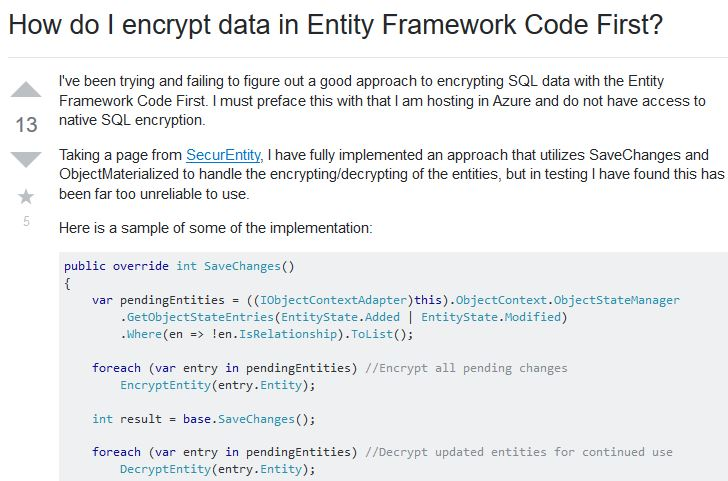 How do I encrypt data in Entity Framework Code First?
I've been trying and failing to figure out a good approach to encrypting SQL data with the Entity
Framework Code First. I must preface this with that I am hosting in Azure and do not have access to
13
native SQL encryption.
Taking a page from SecurEntity, I have fully implemented an approach that utilizes SaveChanges and
ObjectMaterialized to handle the encrypting/decrypting of the entities, but in testing I have found this has
been far too unreliable to use.
5
Here is a sample of some of the implementation:
public override int SaveChanges()
{
    var pendingEntities = ((IObjectContextAdapter)this).ObjectContext.ObjectStateManager
        .GetObjectStateEntries(EntityState.Added | EntityState.Modified)
        .Where(en => !en.IsRelationship).ToList();
    foreach (var entry in pendingEntities) //Encrypt all pending changes
        EncryptEntity(entry.Entity);
    int result = base.SaveChanges();
    foreach (var entry in pendingEntities) //Decrypt updated entities for continued use
        DecryptEntity(entry.Entity);